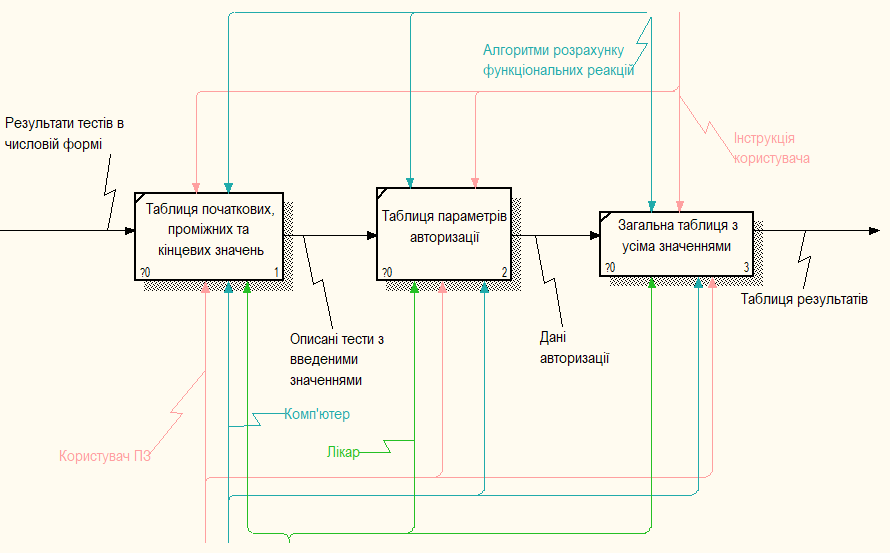 Алгоритми розрахунку
функціональних реакцій
Результати тестів в
числовій формі
Інструкція
користувача
Таблиця початкових,
проміжних та
кінцевих значень
?0 1
Таблиця параметрів
авторизації
?0 2
Загальна таблиця з
усіма значеннями
?0 3
Таблиця результатів
Описані тести з
введеними
значеннями
Дані
авторизації
Комп'ютер
Лікар
Користувач ПЗ